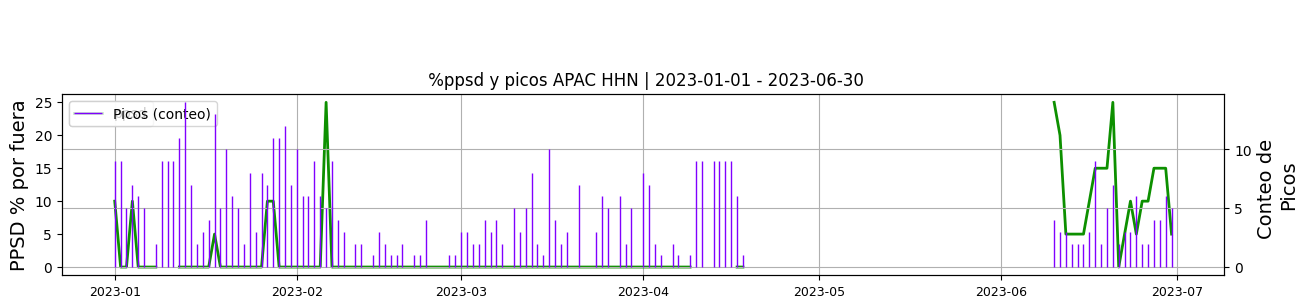 %ppsd y picos APAC HHN | 2023-01-01 - 2023-06-30
PPSD % por fuera
25
20
15
10
5
0
Picos (conteo)
10
5
0
Conteo de
Picos
2023-01 2023-02 2023-03 2023-04 2023-05 2023-06 2023-07